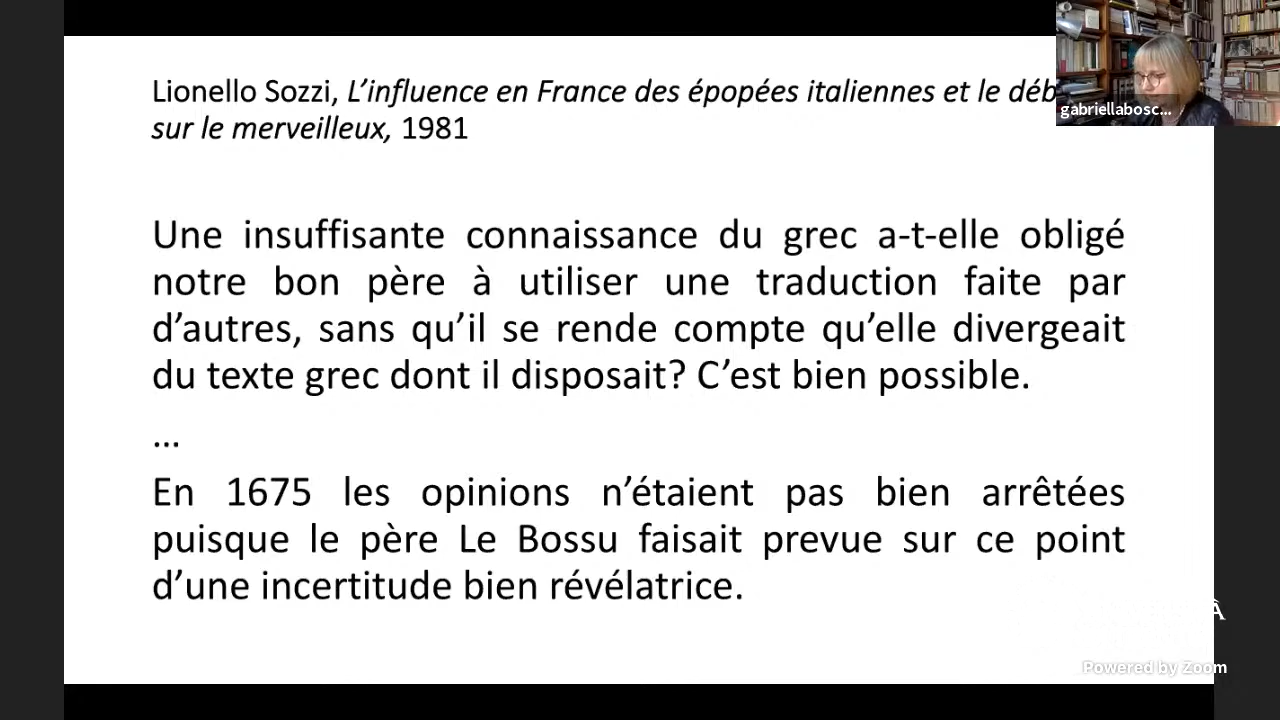 Lionello Sozzi, L’influence en France des épopées italiennes et le déb
sur le merveilleux, 1981
gabriellabosc...
Une insuffisante connaissance du grec a-t-elle obligé
notre bon père à utiliser une traduction faite par
d’autres, sans qu’il se rende compte qu’elle divergeait
du texte grec dont il disposait? C’est bien possible.
...
En 1675 les opinions n’étaient pas bien arrêtées
puisque le père Le Bossu faisait prevue sur ce point
d’une incertitude bien révélatrice.
Powered by Zoom